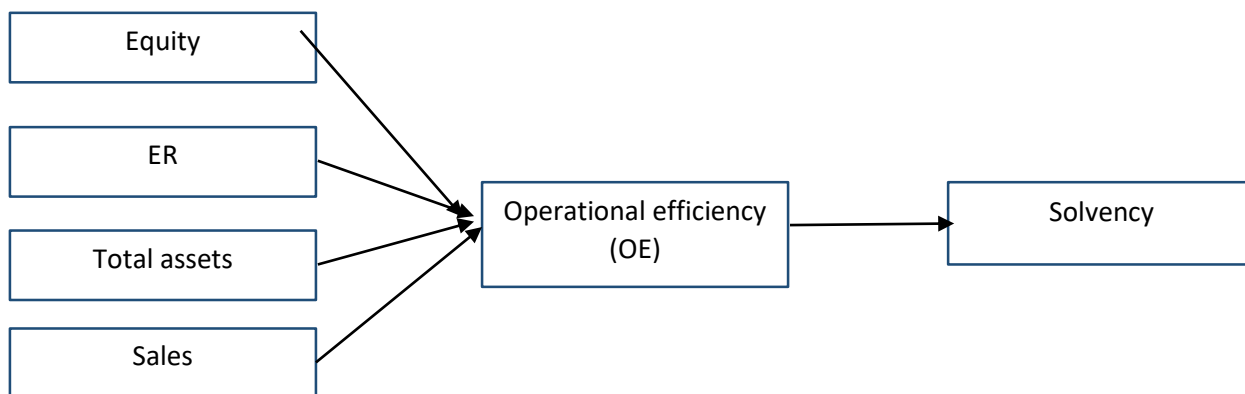 Equity
ER
Total assets
Sales
Operational efficiency
(OE)
Solvency